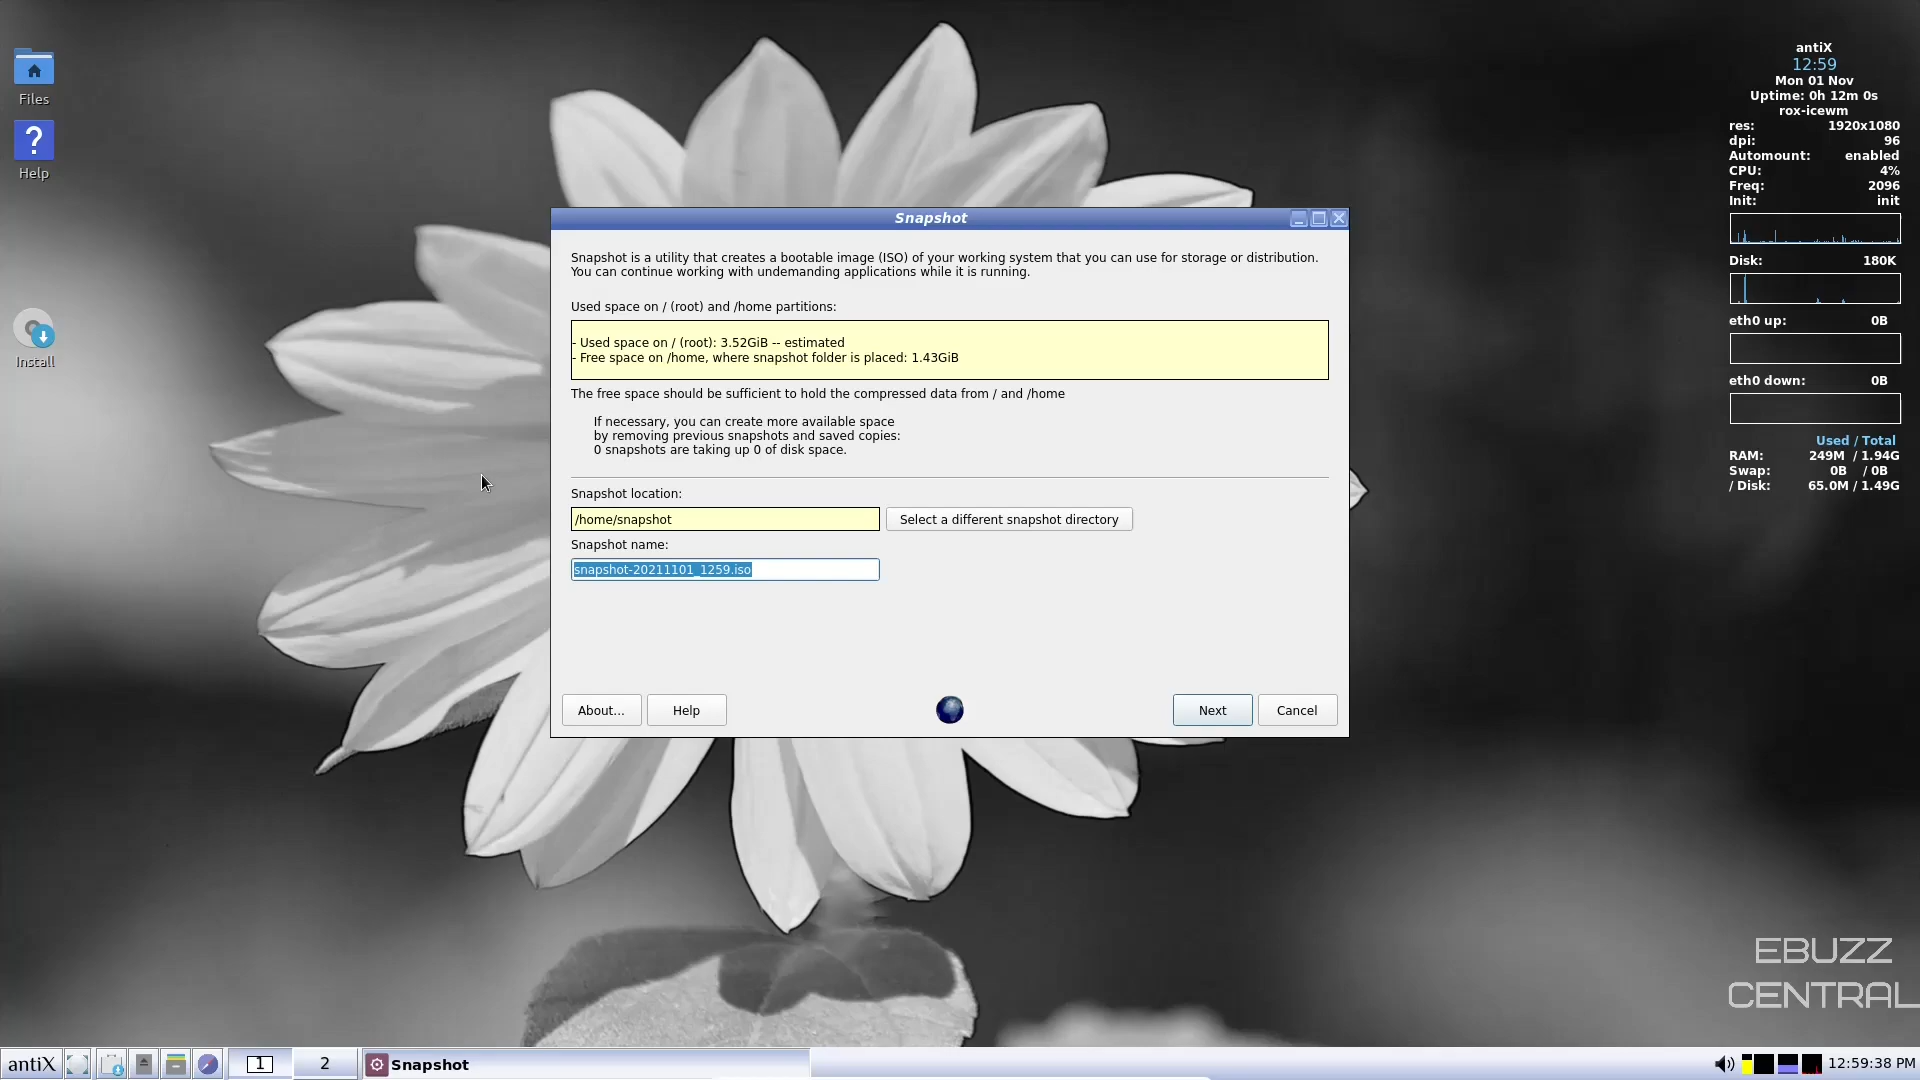 Files
Help
Install
antiX
12:59
Mon 01 Nov
Uptime: 0h 12m 0s
rox-icewm
res: 1920x1080
dpi: 96
Automount: enabled
CPU: 4%
Freq: 2096
Init: init
Disk: 180K
eth0 up: 0B
eth0 down: 0B
Used / Total
RAM: 249M / 1.94G
Swap: 0B / 0B
/ Disk: 65.0M / 1.49G
Snapshot
Snapshot is a utility that creates a bootable image (ISO) of your working system that you can use for storage or distribution.
You can continue working with undemanding applications while it is running.
Used space on / (root) and /home partitions:
- Used space on / (root): 3.52GiB -- estimated
- Free space on /home, where snapshot folder is placed: 1.43GiB
The free space should be sufficient to hold the compressed data from / and /home
If necessary, you can create more available space
by removing previous snapshots and saved copies:
0 snapshots are taking up 0 of disk space.
Snapshot location:
/home/snapshot
Select a different snapshot directory
Snapshot name:
snapshot-20211101_1259.iso
About...
Help
Next
Cancel
EBUZZ
CENTRAL
antiX
1
2
Snapshot
12:59:38 PM